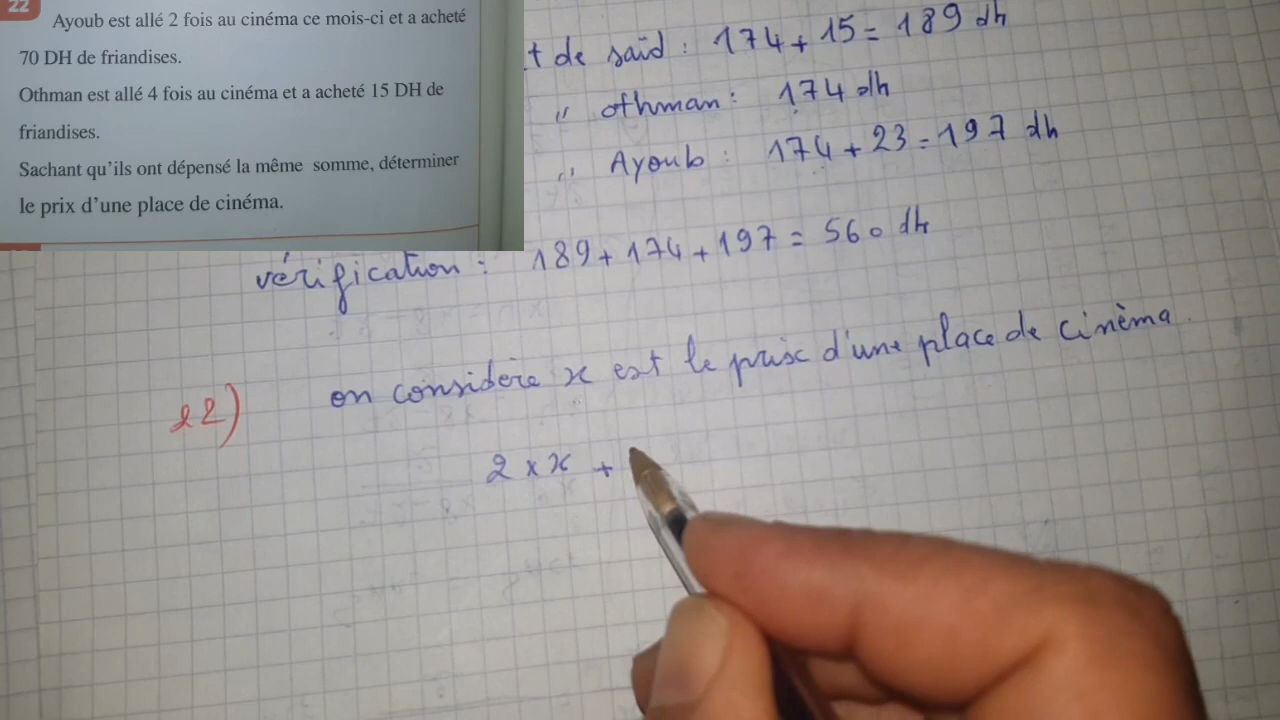 22
Ayoub est allé 2 fois au cinéma ce mois-ci et a acheté
70 DH de friandises.
Othman est allé 4 fois au cinéma et a acheté 15 DH de
friandises.
Sachant qu'ils ont dépensé la même somme, déterminer
le prix d'une place de cinéma.
t de saïd : 174 + 15 = 189 dh
" othman : 174 dh
" Ayoub : 174 + 23 = 197 dh
vérification : 189 + 174 + 197 = 560 dh
22) on considère x est le prix d'une place de cinèma.
2 × x +